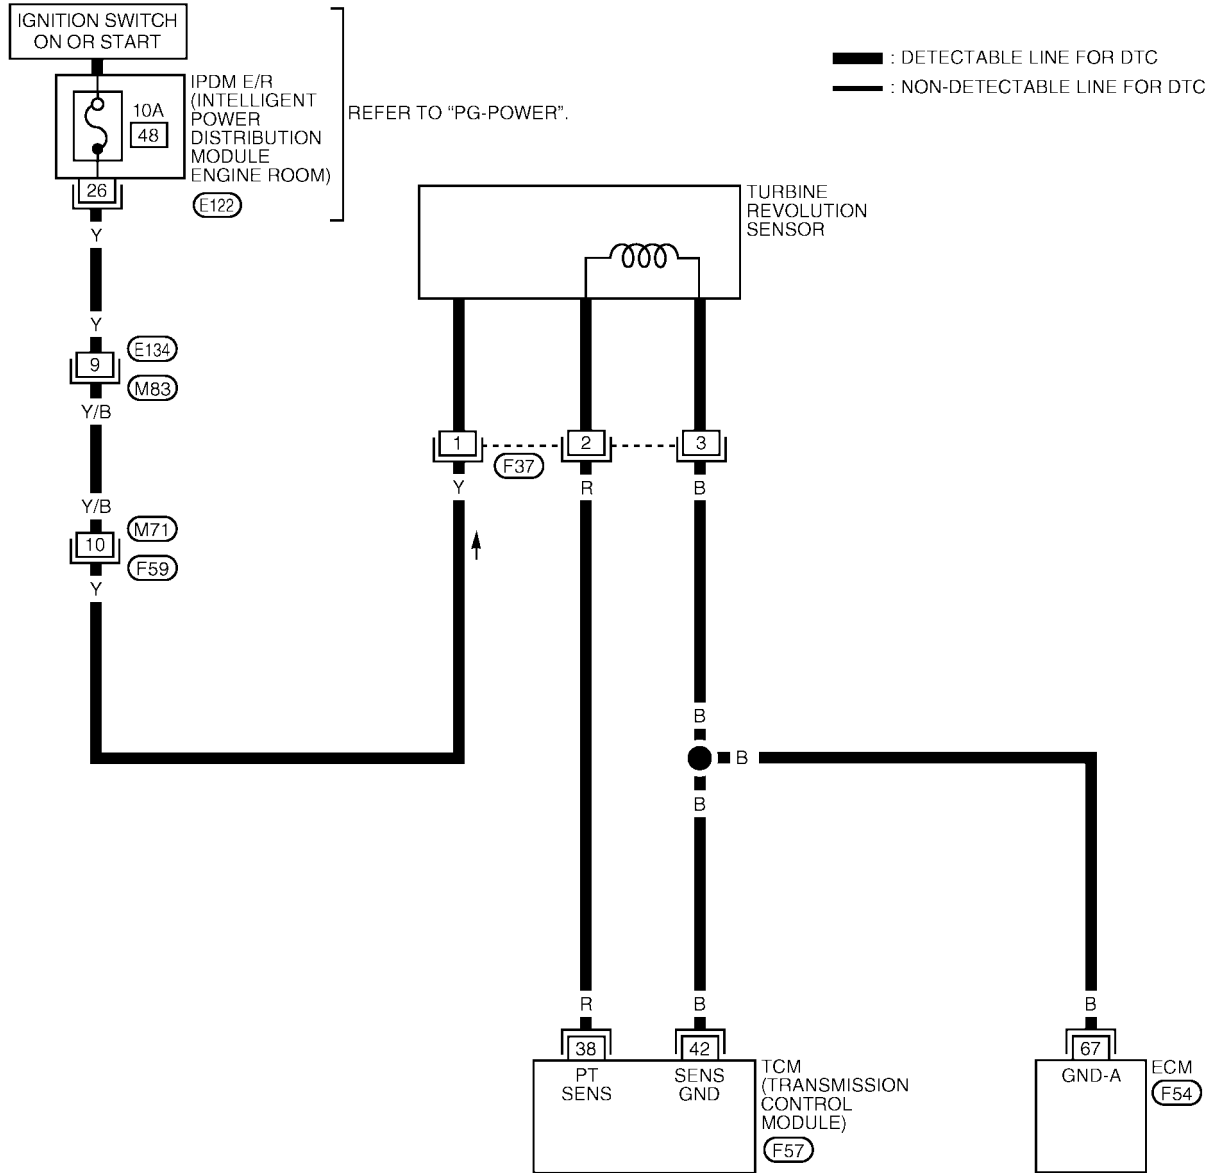 IGNITION SWITCH
ON OR START
: DETECTABLE LINE FOR DTC
: NON-DETECTABLE LINE FOR DTC
10A
48
IPDM E/R
(INTELLIGENT
POWER
DISTRIBUTION
MODULE
ENGINE ROOM)
REFER TO “PG-POWER”.
26
E122
Y
TURBINE
REVOLUTION
SENSOR
Y
9
E134
M83
Y/B
1
2
3
F37
Y
R
B
Y/B
10
M71
F59
Y
B
B
B
R
B
B
38
42
67
PT
SENS
SENS
GND
TCM
(TRANSMISSION
CONTROL
MODULE)
F57
GND-A
ECM
F54